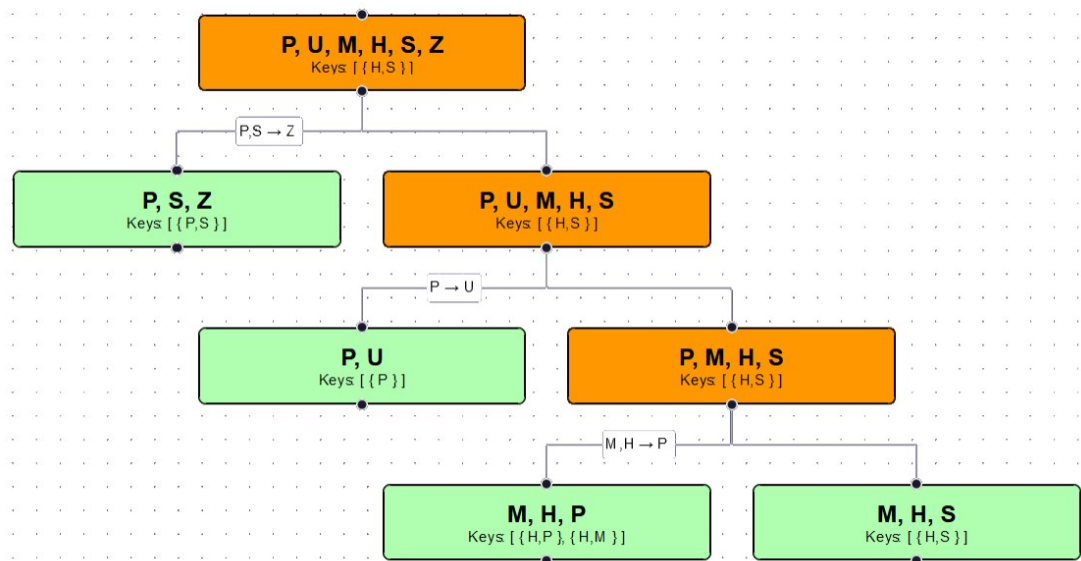 P, U, M, H, S, Z
Keys: [ { H,S } ]
P,S → Z
P, S, Z
Keys: [ { P,S } ]
P, U, M, H, S
Keys: [ { H,S } ]
P → U
P, U
Keys: [ { P } ]
P, M, H, S
Keys: [ { H,S } ]
M ,H → P
M, H, P
Keys: [ { H,P }, { H,M } ]
M, H, S
Keys: [ { H,S } ]